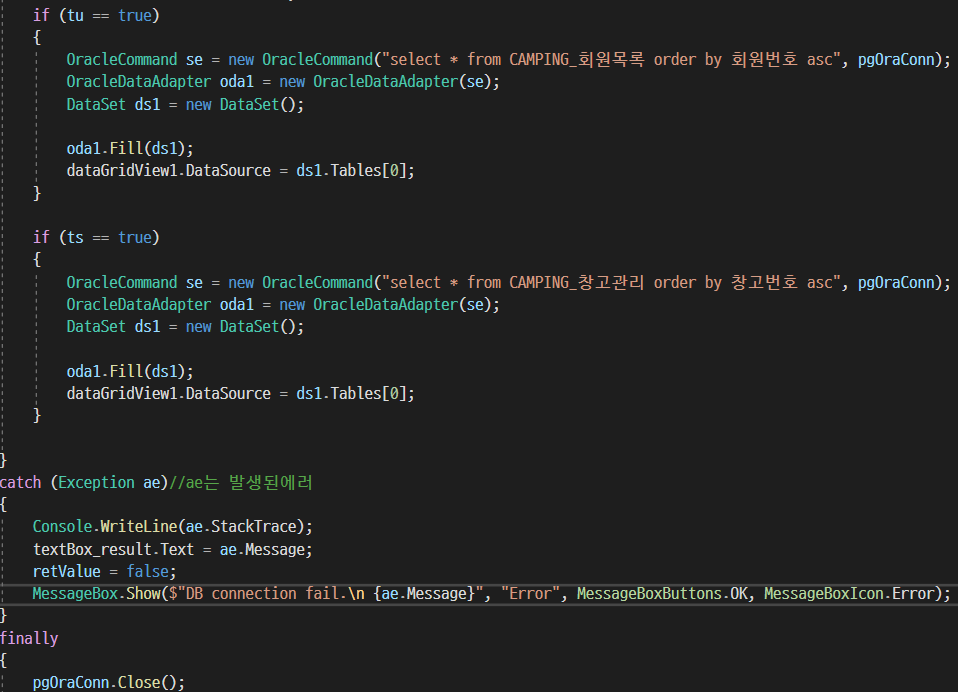 if (tu == true)
{
OracleCommand se = new OracleCommand("select * from CAMPING_회원목록 order by 회원번호 asc", pgOraConn);
OracleDataAdapter oda1 = new OracleDataAdapter(se);
DataSet ds1 = new DataSet();
oda1.Fill(ds1);
dataGridView1.DataSource = ds1.Tables[0];
}
if (ts == true)
{
OracleCommand se = new OracleCommand("select * from CAMPING_창고관리 order by 창고번호 asc", pgOraConn);
OracleDataAdapter oda1 = new OracleDataAdapter(se);
DataSet ds1 = new DataSet();
oda1.Fill(ds1);
dataGridView1.DataSource = ds1.Tables[0];
}
}
catch (Exception ae)//ae는 발생된에러
{
Console.WriteLine(ae.StackTrace);
textBox_result.Text = ae.Message;
retValue = false;
MessageBox.Show($"DB connection fail.\n {ae.Message}", "Error", MessageBoxButtons.OK, MessageBoxIcon.Error);
}
finally
{
pgOraConn.Close();